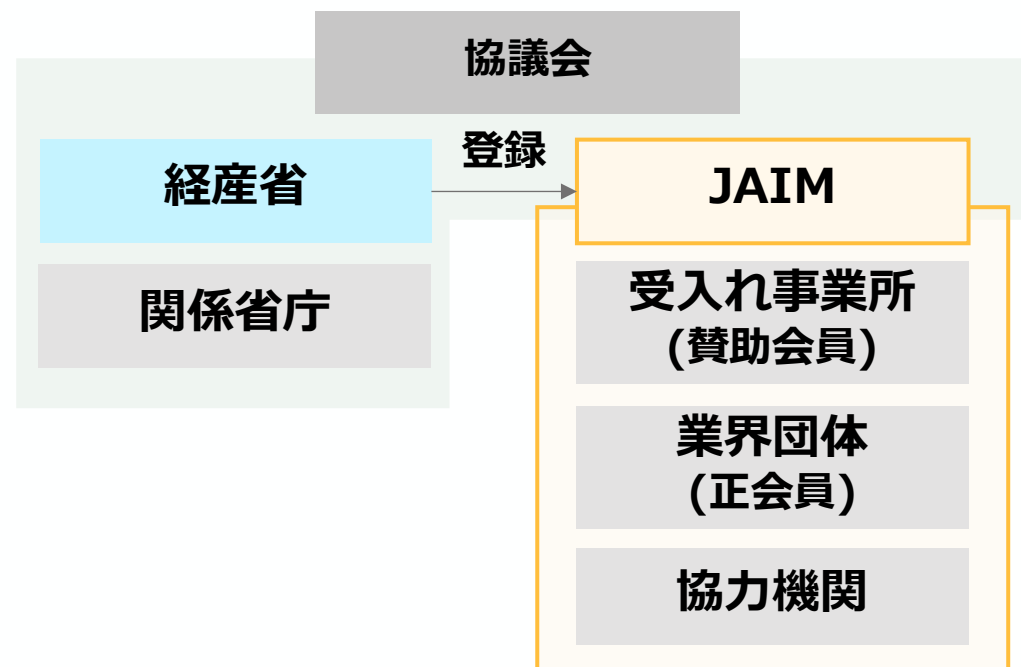 協議会
登録
経産省
JAIM
関係省庁
受入れ事業所
(賛助会員)
業界団体
(正会員)
協力機関